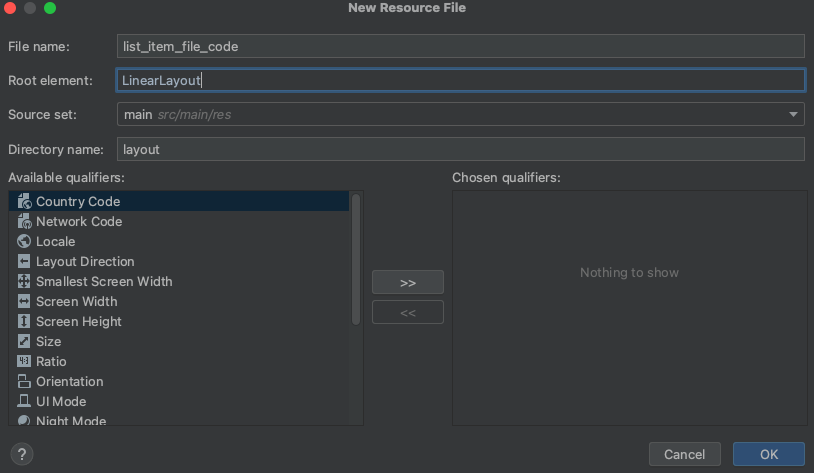 New Resource File
File name: list_item_file_code
Root element: LinearLayout
Source set: main src/main/res
Directory name: layout
Available qualifiers: Chosen qualifiers:
Country Code
Network Code
Locale
Layout Direction
Smallest Screen Width
Nothing to show
>>
Screen Width
<<
Screen Height
Size
Ratio
Orientation
UI Mode
Night Mode
? Cancel OK